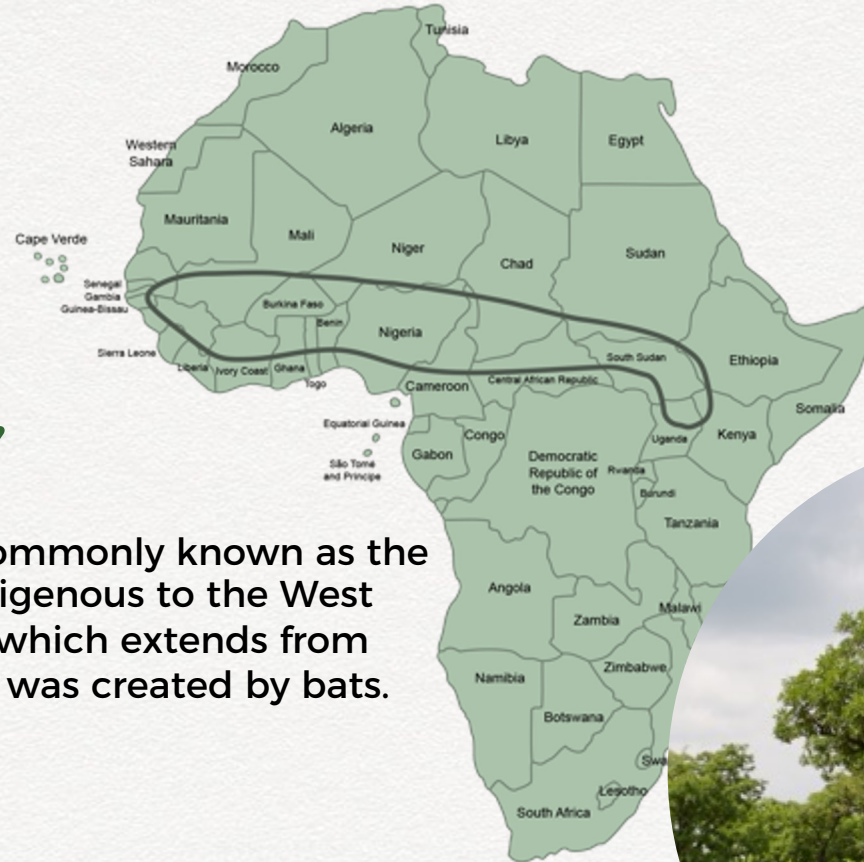 Tunisia
Morocco
Algeria
Libya
Egypt
Western
Sahara
Mauritania
Mali
Niger
Chad
Sudan
Cape Verde
Senegal
Gambia
Guinea-Bissau
Burkina Faso
Benin
Nigeria
Sierra Leone
Liberia
Ivory Coast
Ghana
Togo
South Sudan
Ethiopia
Cameroon
Central African Republic
Somalia
Equatorial Guinea
Uganda
Kenya
Gabon
Congo
São Tomé
and Principe
Democratic
Republic of
the Congo
Rwanda
Burundi
Tanzania
ommonly known as the
igenous to the West
which extends from
was created by bats.
Angola
Zambia
Malawi
Namibia
Zimbabwe
Botswana
Swa
Lesotho
South Africa